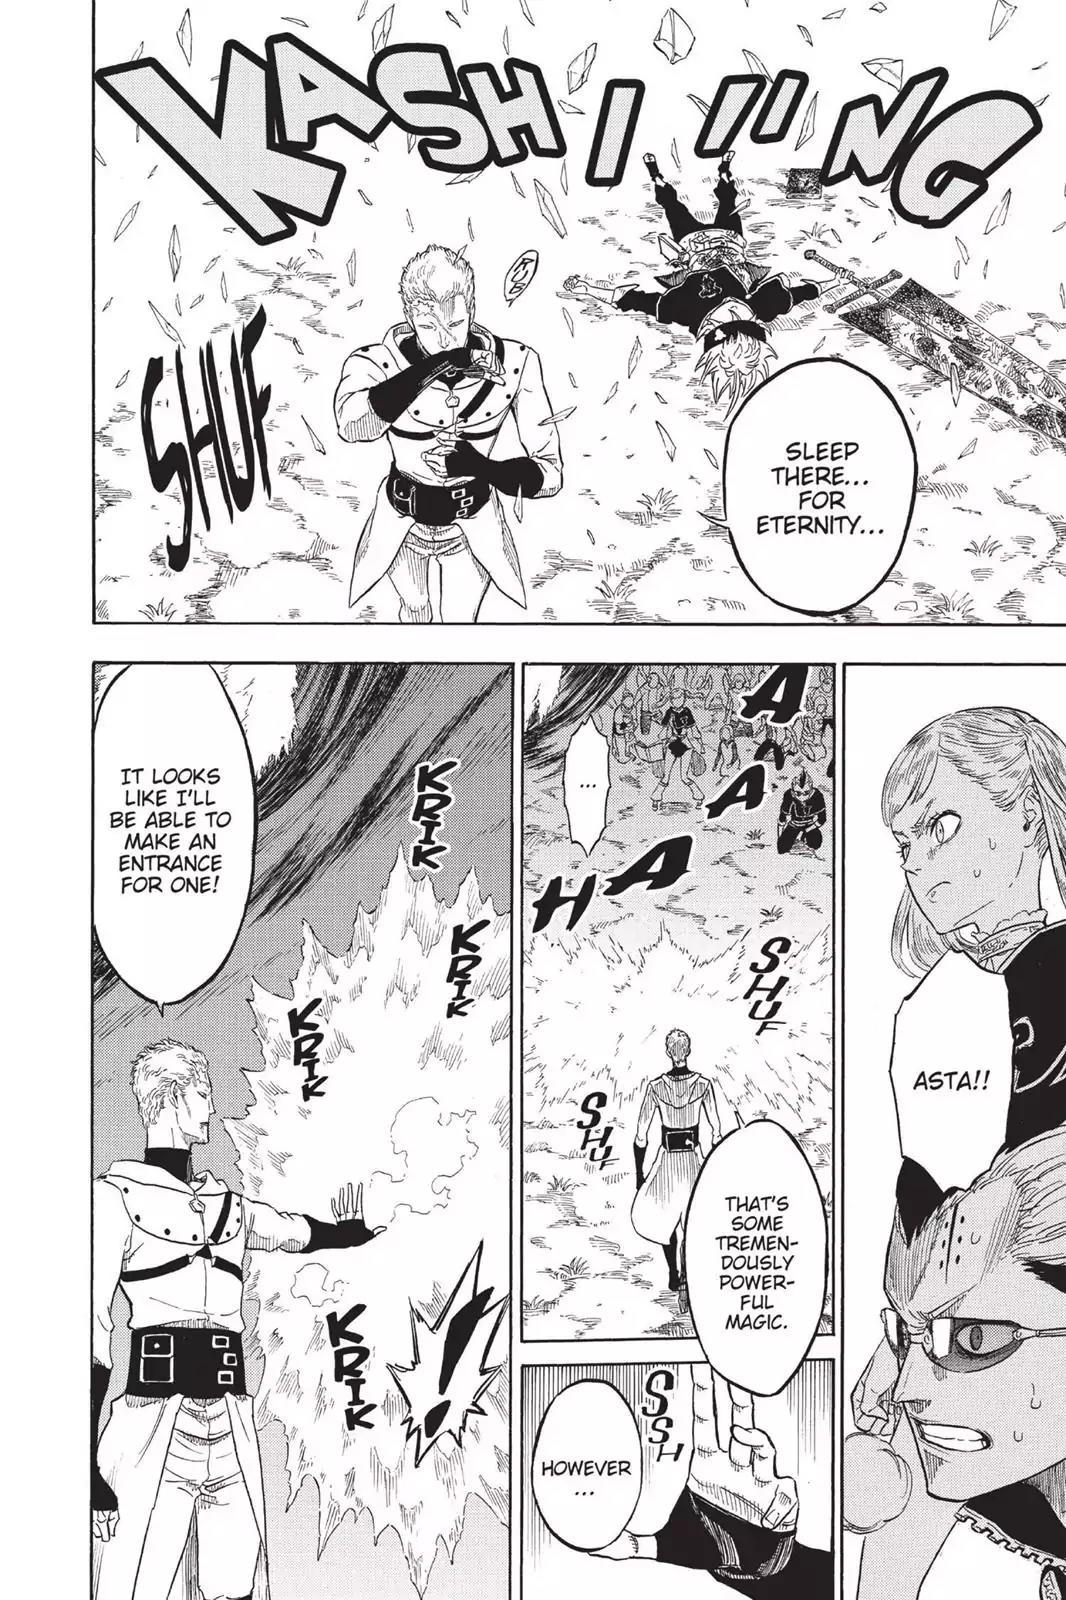 KASHIIING
RUB
SHUF
SLEEP
THERE...
FOR
ETERNITY...
ASTA!!
HAAAA
...
SHUF
SHUF
THAT'S
SOME
TREMEN-
DOUSLY
POWER-
FUL
MAGIC.
SSH
HOWEVER
...
IT LOOKS
LIKE I'LL
BE ABLE TO
MAKE AN
ENTRANCE
FOR ONE!
KRIK
KRIK
KRIK
KRIK
!